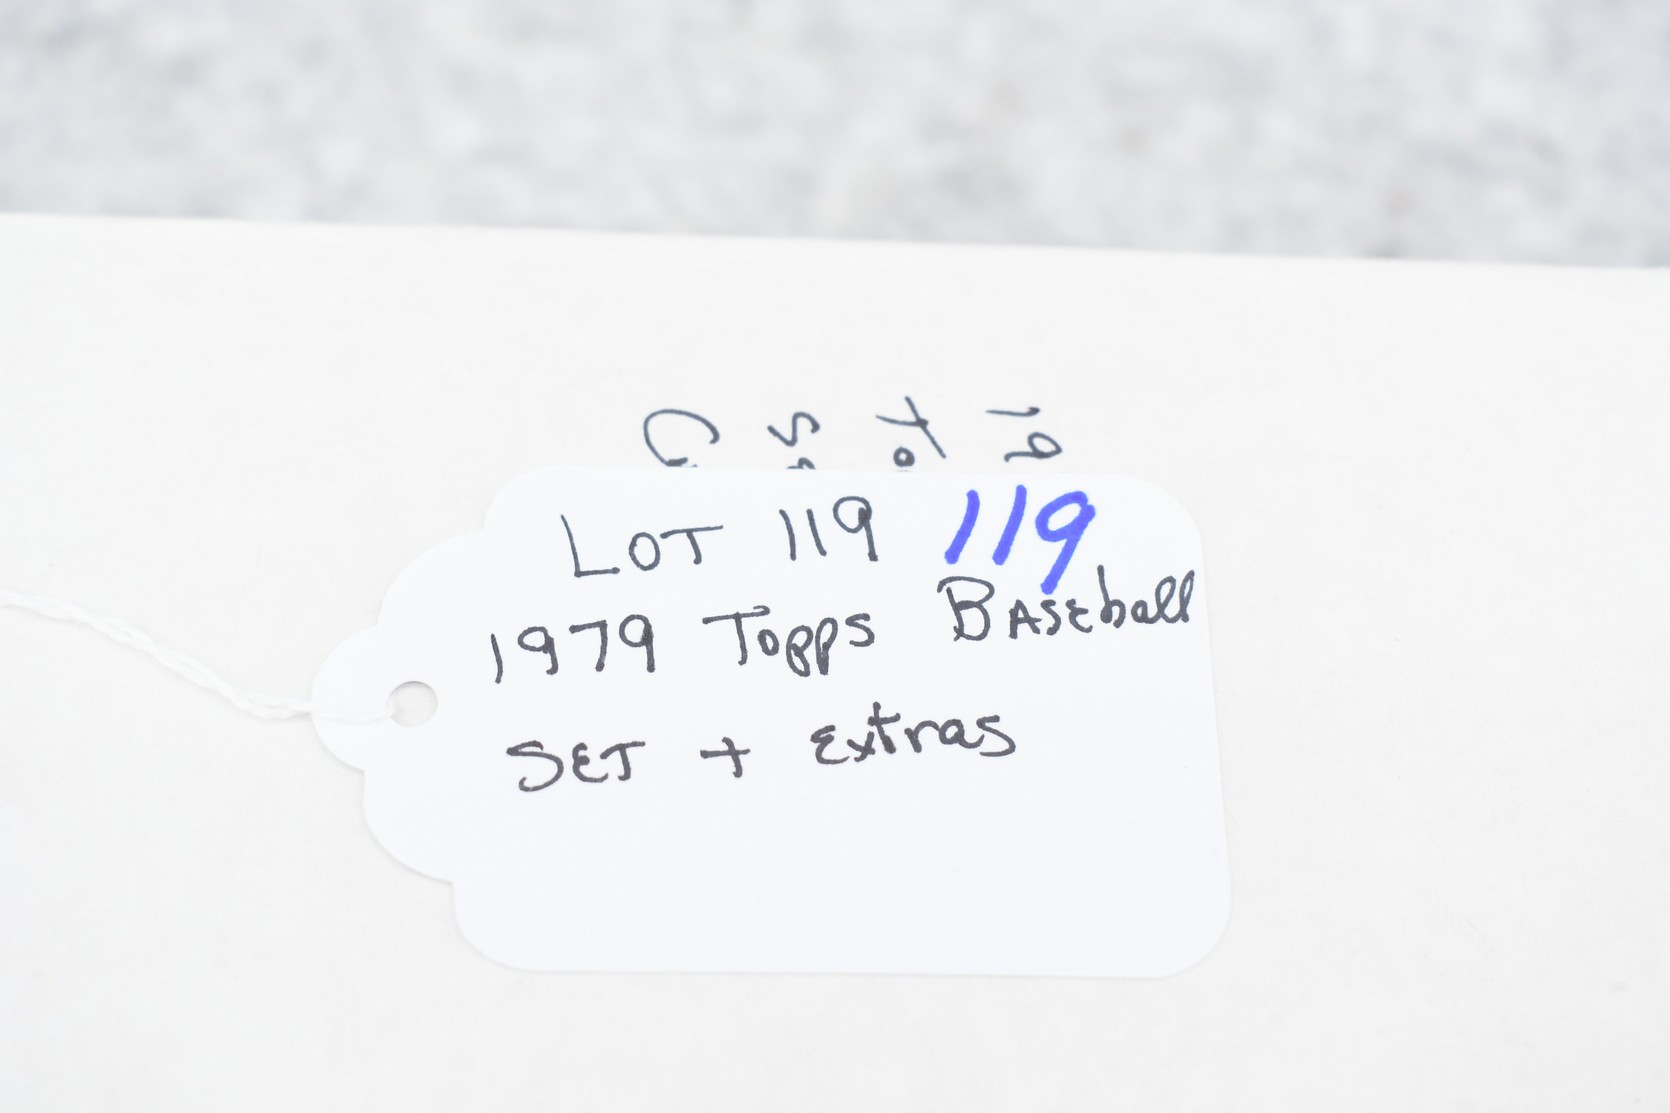 LOT 119 119
1979 Topps Baseball
SET + Extras